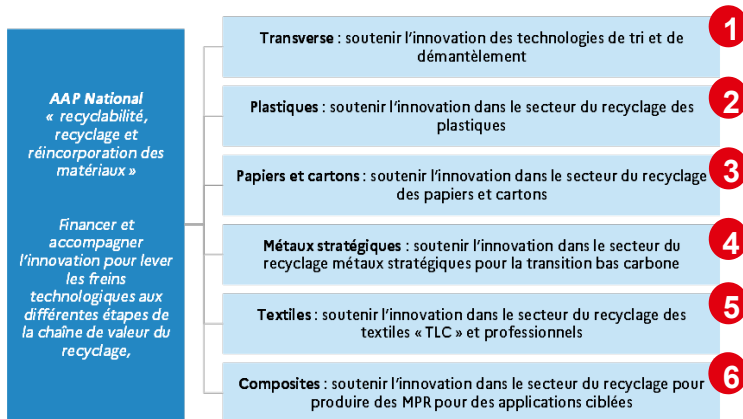 AAP National
« recyclabilité,
recyclage et
réincorporation des
matériaux »
Financer et
accompagner
l'innovation pour lever
les freins
technologiques aux
différentes étapes de
la chaîne de valeur du
recyclage,
Transverse : soutenir l'innovation des technologies de tri et de
démantèlement
1
Plastiques : soutenir l'innovation dans le secteur du recyclage des
plastiques
2
Papiers et cartons : soutenir l'innovation dans le secteur du recyclage
des papiers et cartons
3
Métaux stratégiques : soutenir l'innovation dans le secteur du
recyclage métaux stratégiques pour la transition bas carbone
4
Textiles : soutenir l'innovation dans le secteur du recyclage des
textiles « TLC » et professionnels
5
Composites : soutenir l'innovation dans le secteur du recyclage pour
produire des MPR pour des applications ciblées
6